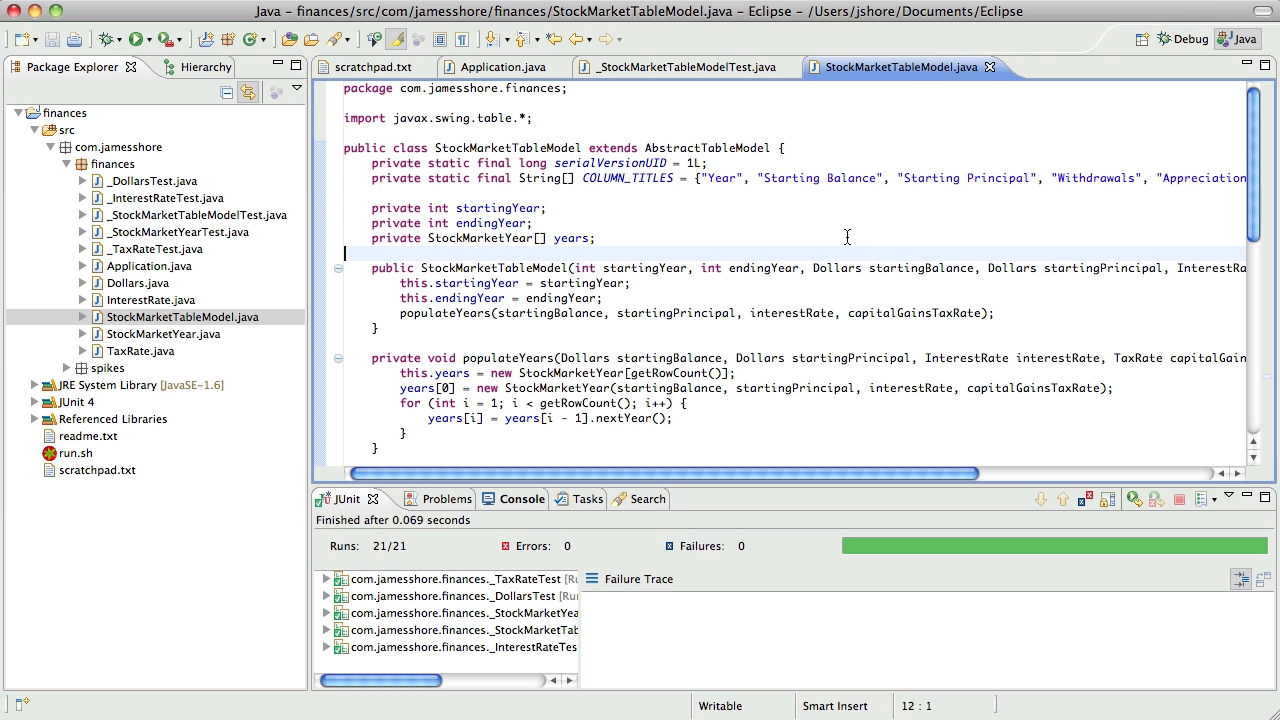 Java – finances/src/com/jamesshore/finances/StockMarketTableModel.java – Eclipse – /Users/jshore/Documents/Eclipse
Debug
Java
Package Explorer
Hierarchy
scratchpad.txt
Application.java
_StockMarketTableModelTest.java
StockMarketTableModel.java
finances
src
com.jamesshore
finances
_DollarsTest.java
_InterestRateTest.java
_StockMarketTableModelTest.java
_StockMarketYearTest.java
_TaxRateTest.java
Application.java
Dollars.java
InterestRate.java
StockMarketTableModel.java
StockMarketYear.java
TaxRate.java
spikes
JRE System Library [JavaSE-1.6]
JUnit 4
Referenced Libraries
readme.txt
run.sh
scratchpad.txt
package com.jamesshore.finances;
import javax.swing.table.*;
public class StockMarketTableModel extends AbstractTableModel {
private static final long serialVersionUID = 1L;
private static final String[] COLUMN_TITLES = {"Year", "Starting Balance", "Starting Principal", "Withdrawals", "Appreciation
private int startingYear;
private int endingYear;
private StockMarketYear[] years;
public StockMarketTableModel(int startingYear, int endingYear, Dollars startingBalance, Dollars startingPrincipal, InterestRa
this.startingYear = startingYear;
this.endingYear = endingYear;
populateYears(startingBalance, startingPrincipal, interestRate, capitalGainsTaxRate);
}
private void populateYears(Dollars startingBalance, Dollars startingPrincipal, InterestRate interestRate, TaxRate capitalGain
this.years = new StockMarketYear[getRowCount()];
years[0] = new StockMarketYear(startingBalance, startingPrincipal, interestRate, capitalGainsTaxRate);
for (int i = 1; i < getRowCount(); i++) {
years[i] = years[i - 1].nextYear();
}
}
JUnit
Problems
Console
Tasks
Search
Finished after 0.069 seconds
Runs: 21/21
Errors: 0
Failures: 0
com.jamesshore.finances._TaxRateTest [Ru
com.jamesshore.finances._DollarsTest [Rui
com.jamesshore.finances._StockMarketYea
com.jamesshore.finances._StockMarketTab
com.jamesshore.finances._InterestRateTes
Failure Trace
Writable
Smart Insert
12 : 1